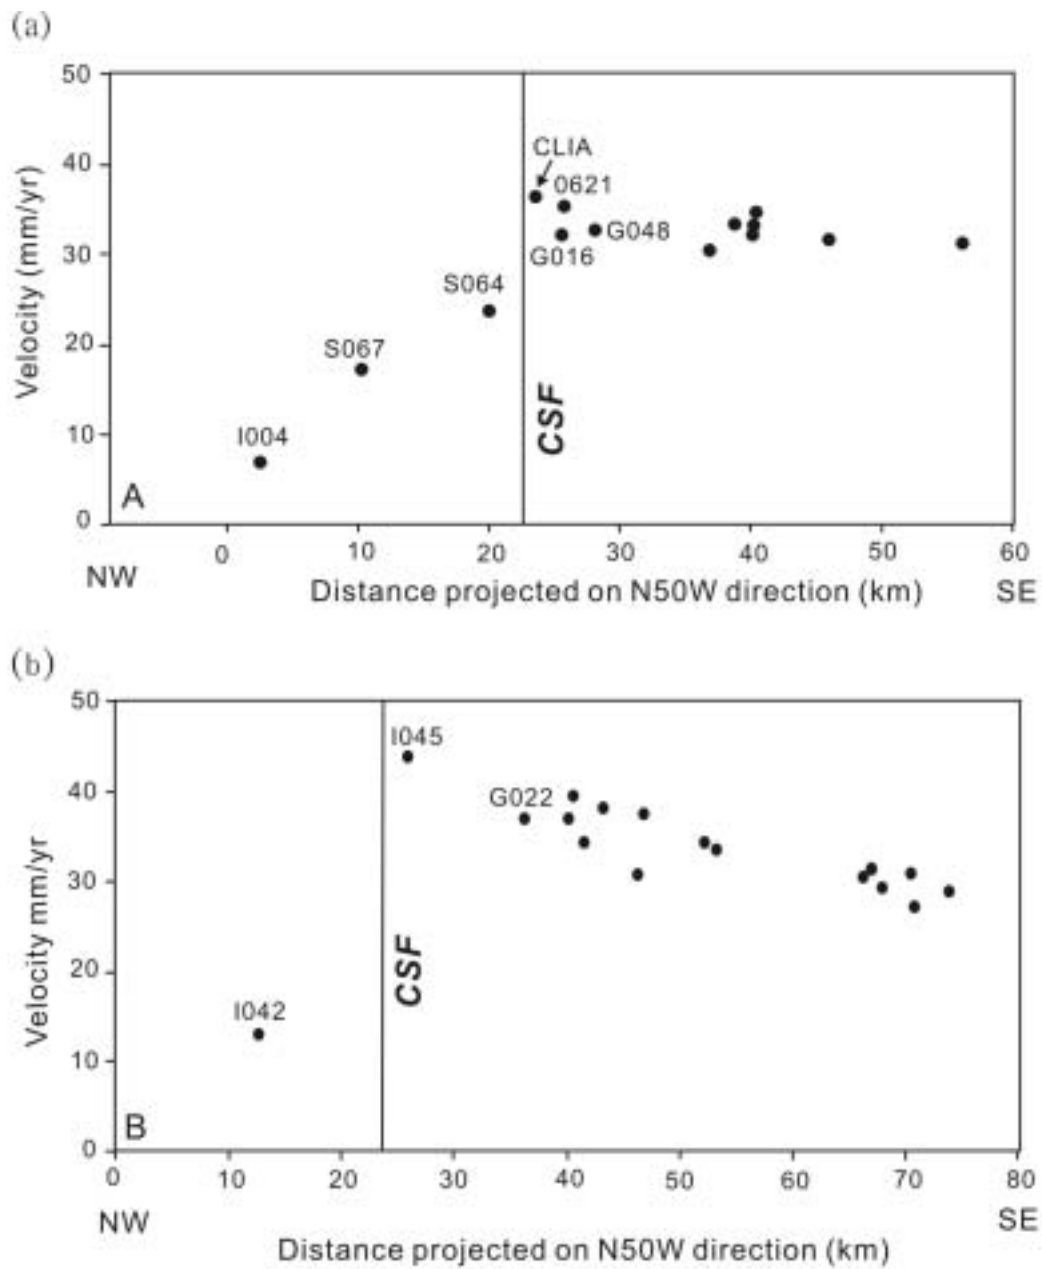 (a)
50
40
30
20
10
0
Velocity (mm/yr)
CLIA
0621
G048
G016
S064
S067
I004
CSF
A
0 10 20 30 40 50 60
NW Distance projected on N50W direction (km) SE
(b)
50
40
30
20
10
0
Velocity mm/yr
I045
G022
CSF
I042
B
0 10 20 30 40 50 60 70 80
NW SE
Distance projected on N50W direction (km)